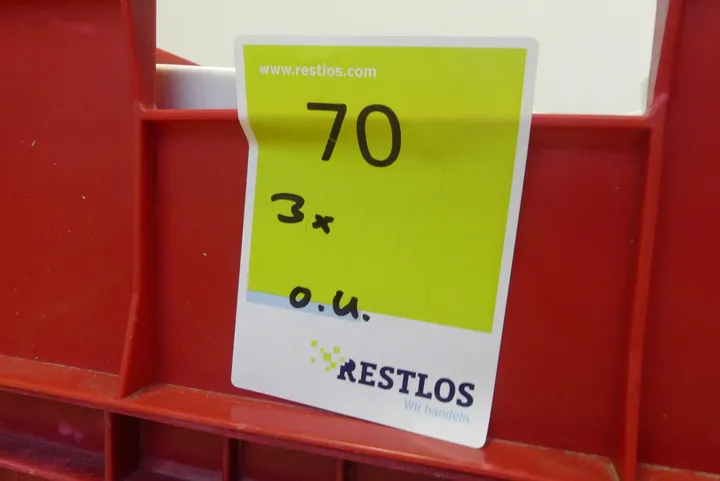 www.restlos.com
70
3x
o.u.
RESTLOS
Wir handeln.